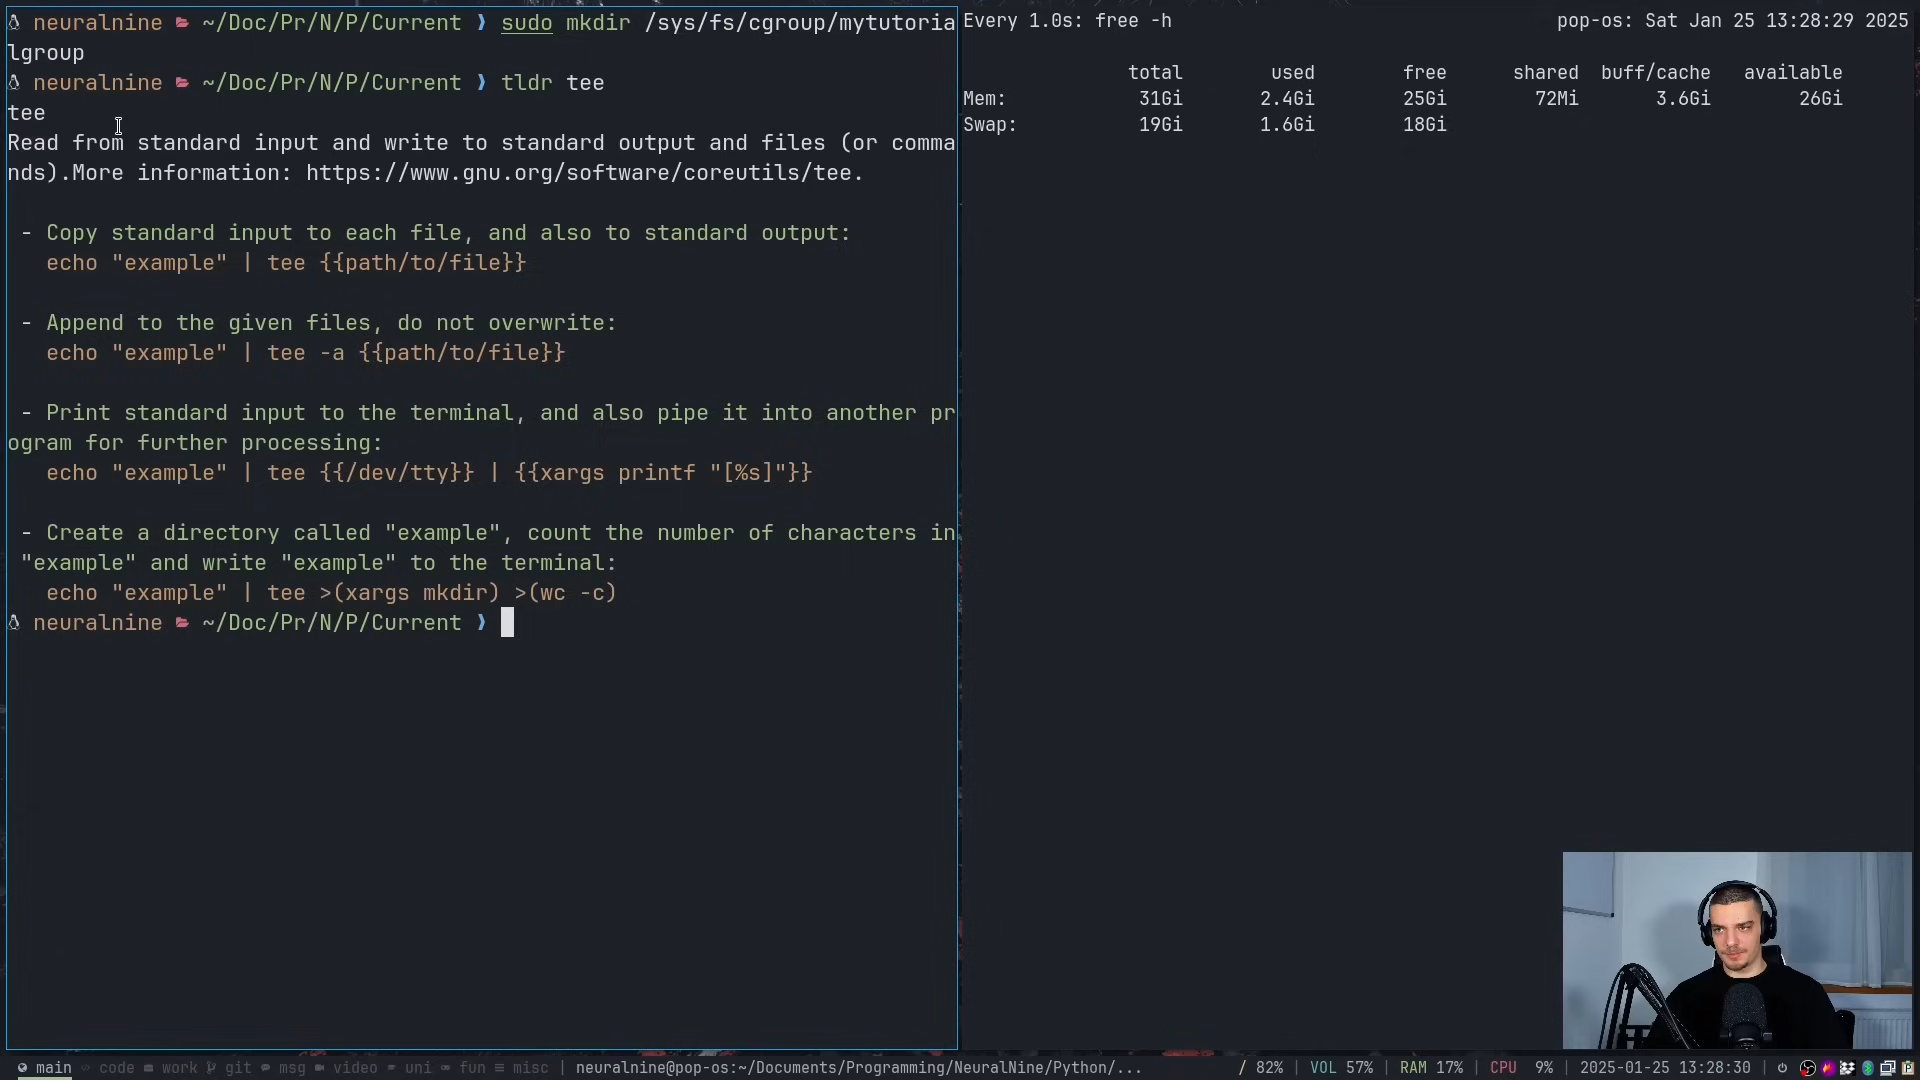 neuralnine ~/Doc/Pr/N/P/Current ❯ sudo mkdir /sys/fs/cgroup/mytutoria
lgroup
neuralnine ~/Doc/Pr/N/P/Current ❯ tldr tee
tee
Read from standard input and write to standard output and files (or comma
nds).More information: https://www.gnu.org/software/coreutils/tee.
- Copy standard input to each file, and also to standard output:
echo "example" | tee {{path/to/file}}
- Append to the given files, do not overwrite:
echo "example" | tee -a {{path/to/file}}
- Print standard input to the terminal, and also pipe it into another pr
ogram for further processing:
echo "example" | tee {{/dev/tty}} | {{xargs printf "[%s]"}}
- Create a directory called "example", count the number of characters in
"example" and write "example" to the terminal:
echo "example" | tee >(xargs mkdir) >(wc -c)
neuralnine ~/Doc/Pr/N/P/Current ❯
Every 1.0s: free -h pop-os: Sat Jan 25 13:28:29 2025
total used free shared buff/cache available
Mem: 31Gi 2.4Gi 25Gi 72Mi 3.6Gi 26Gi
Swap: 19Gi 1.6Gi 18Gi
main code work git msg video uni fun misc | neuralnine@pop-os:~/Documents/Programming/NeuralNine/Python/... / 82% | VOL 57% | RAM 17% | CPU 9% | 2025-01-25 13:28:30 |